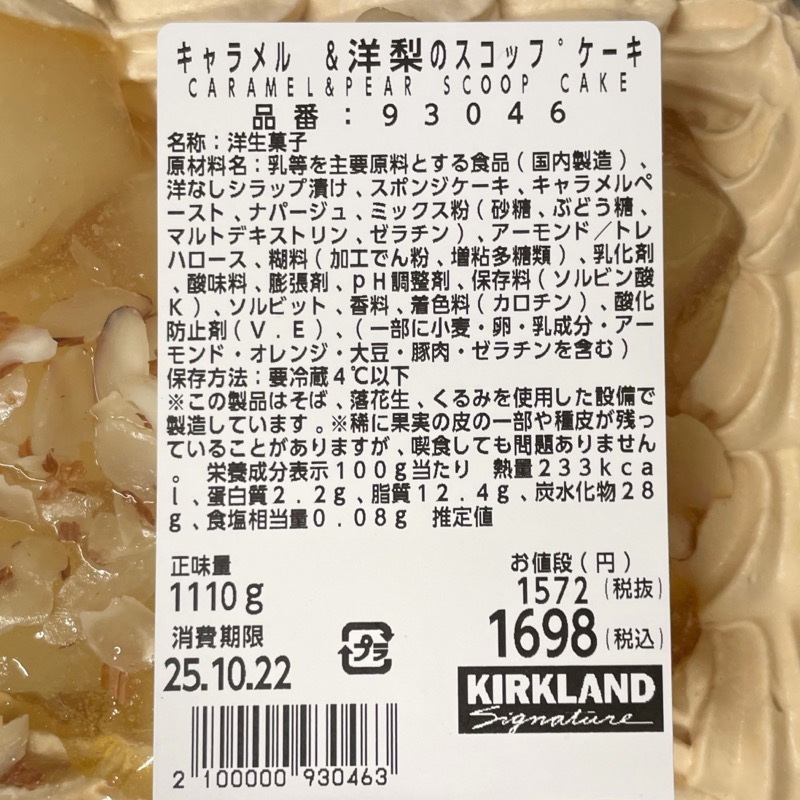 キャラメル &洋梨のスコップ゜ケーキ
CARAMEL&PEAR SCOOP CAKE
品番:93046
名称:洋生菓子
原材料名:乳等を主要原料とする食品(国内製造)、
洋なしシラップ漬け、スポンジケーキ、キャラメルペ
ースト、ナパージュ、ミックス粉(砂糖、ぶどう糖、
マルトデキストリン、ゼラチン)、アーモンド/トレ
ハロース、糊料(加工でん粉、増粘多糖類)、乳化剤
、酸味料、膨張剤、pH調整剤、保存料(ソルビン酸
K)、ソルビット、香料、着色料(カロチン)、酸化
防止剤(V.E)、(一部に小麦・卵・乳成分・アー
モンド・オレンジ・大豆・豚肉・ゼラチンを含む)
保存方法:要冷蔵4℃以下
※この製品はそば、落花生、くるみを使用した設備で
製造しています。※稀に果実の皮の一部や種皮が残っ
ていることがありますが、喫食しても問題ありません
。 栄養成分表示100g当たり 熱量233kca
l、蛋白質2.2g、脂質12.4g、炭水化物28
g、食塩相当量0.08g 推定値
正味量
1110g
お値段(円)
1572(税抜)
1698(税込)
消費期限
25.10.22
プラ
KIRKLAND
Signature
2 100000 930463